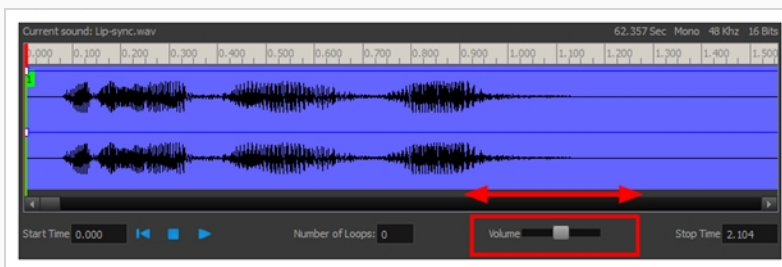 Current sound: Lip-sync.wav 62.357 Sec Mono 48 Khz 16 Bits
0.000 0.100 0.200 0.300 0.400 0.500 0.600 0.700 0.800 0.900 1.000 1.100 1.200 1.300 1.400 1.500
1
Start Time 0.000 Number of Loops: 0 Volume Stop Time 2.104